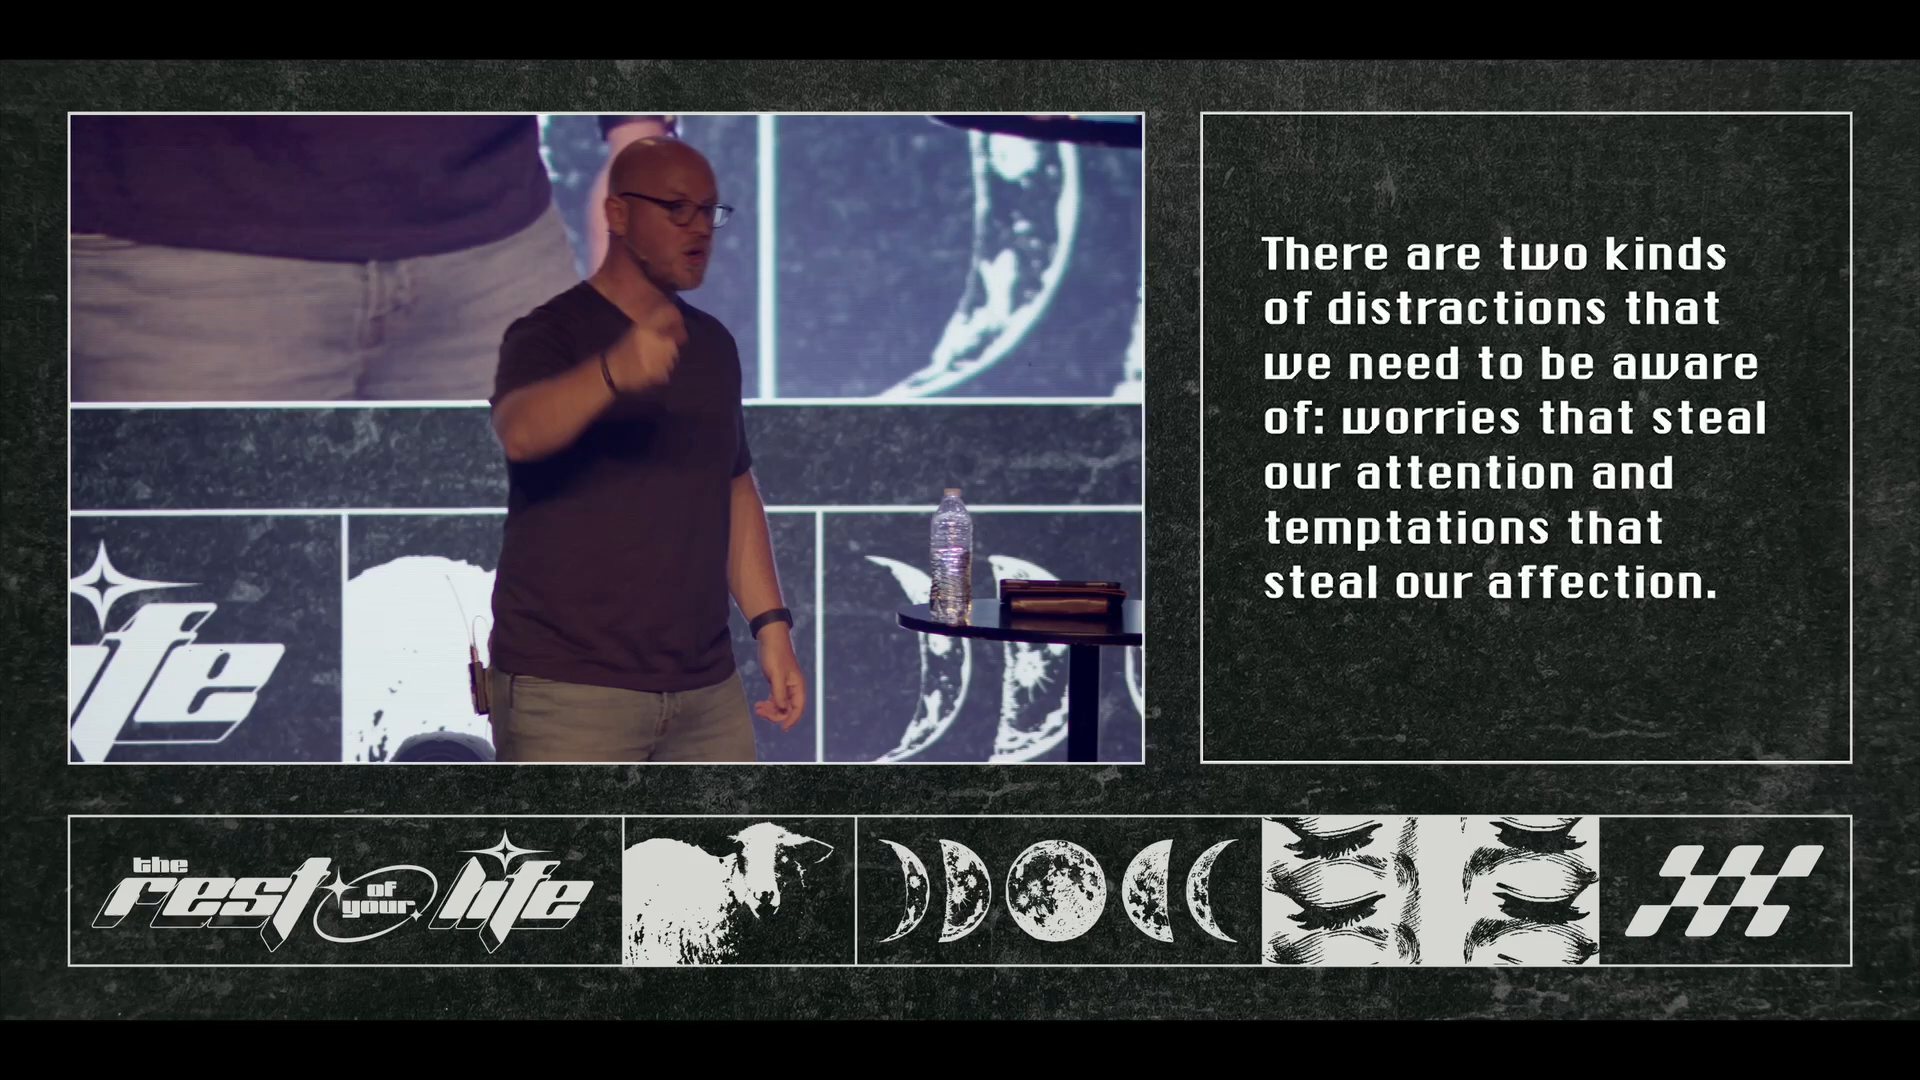 There are two kinds
of distractions that
we need to be aware
of: worries that steal
our attention and
temptations that
steal our affection.
life
the
rest of your life